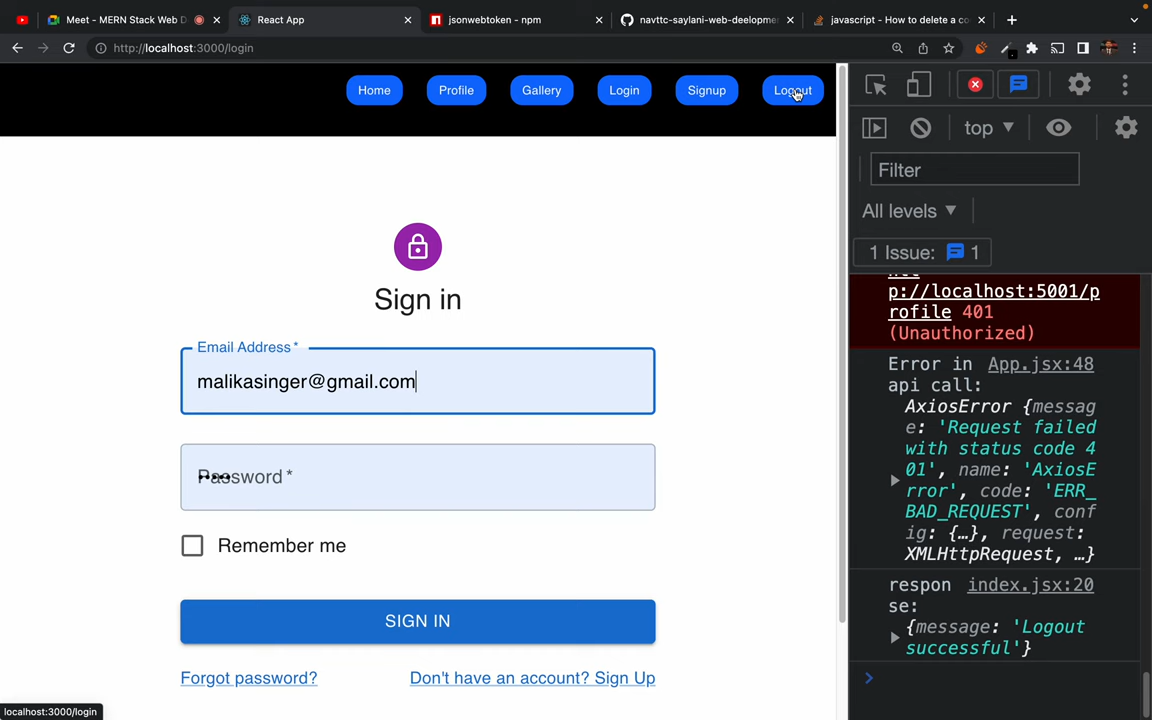 Meet - MERN Stack Web D
React App
jsonwebtoken - npm
navttc-saylani-web-deelopmen
javascript - How to delete a co
http://localhost:3000/login
Home
Profile
Gallery
Login
Signup
Logout
Sign in
Email Address *
malikasinger@gmail.com
Password *
Remember me
SIGN IN
Forgot password?
Don't have an account? Sign Up
localhost:3000/login
top
Filter
All levels
1 Issue: 1
p://localhost:5001/p
rofile 401
(Unauthorized)
Error in App.jsx:48
api call:
AxiosError {messag
e: 'Request failed
with status code 4
01', name: 'AxiosE
rror', code: 'ERR_
BAD_REQUEST', conf
ig: {…}, request:
XMLHttpRequest, …}
respon index.jsx:20
se:
{message: 'Logout
successful'}